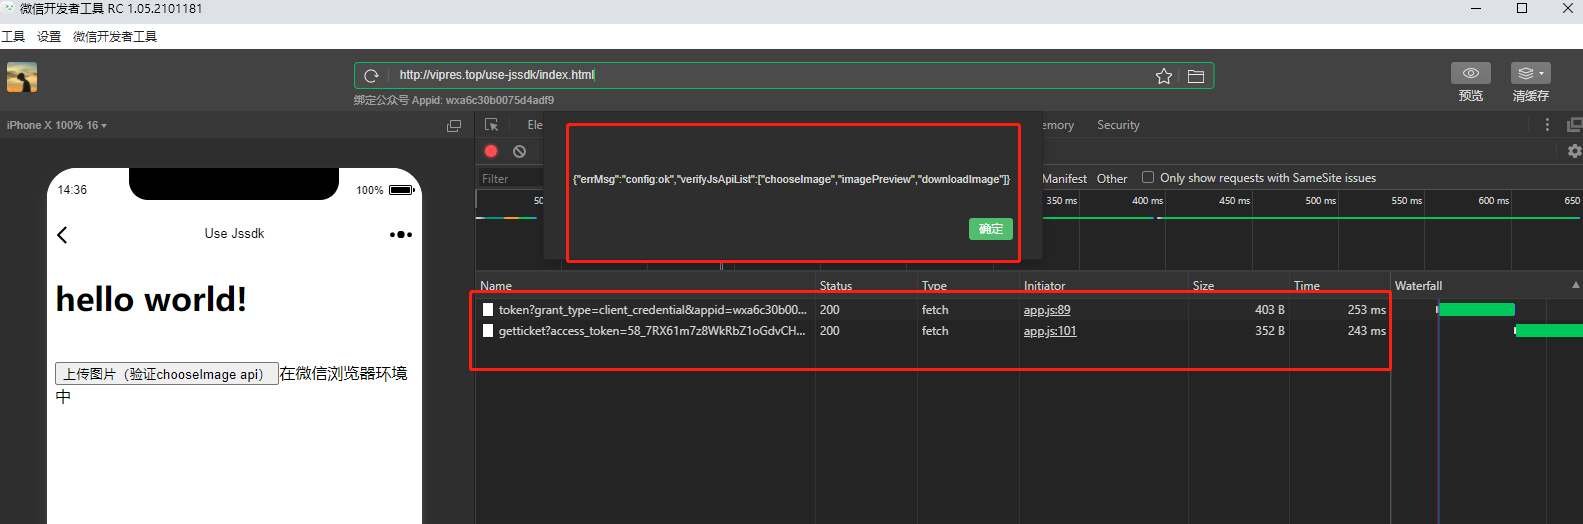 微信开发者工具 RC 1.05.2101181
工具 设置 微信开发者工具
http://vipres.top/use-jssdk/index.html
绑定公众号 Appid: wxa6c30b0075d4adf9
预览 清缓存
iPhone X 100% 16
Ele emory Security
{"errMsg":"config:ok","verifyJsApiList":["chooseImage","imagePreview","downloadImage"]}
确定
Filter Manifest Other Only show requests with SameSite issues
50 350 ms 400 ms 450 ms 500 ms 550 ms 600 ms 650
Name Status Type Initiator Size Time Waterfall
token?grant_type=client_credential&appid=wxa6c30b00... 200 fetch app.js:89 403 B 253 ms
getticket?access_token=58_7RX61m7z8WkRbZ1oGdvCH... 200 fetch app.js:101 352 B 243 ms
14:36 100%
Use Jssdk
hello world!
上传图片（验证chooseImage api） 在微信浏览器环境
中